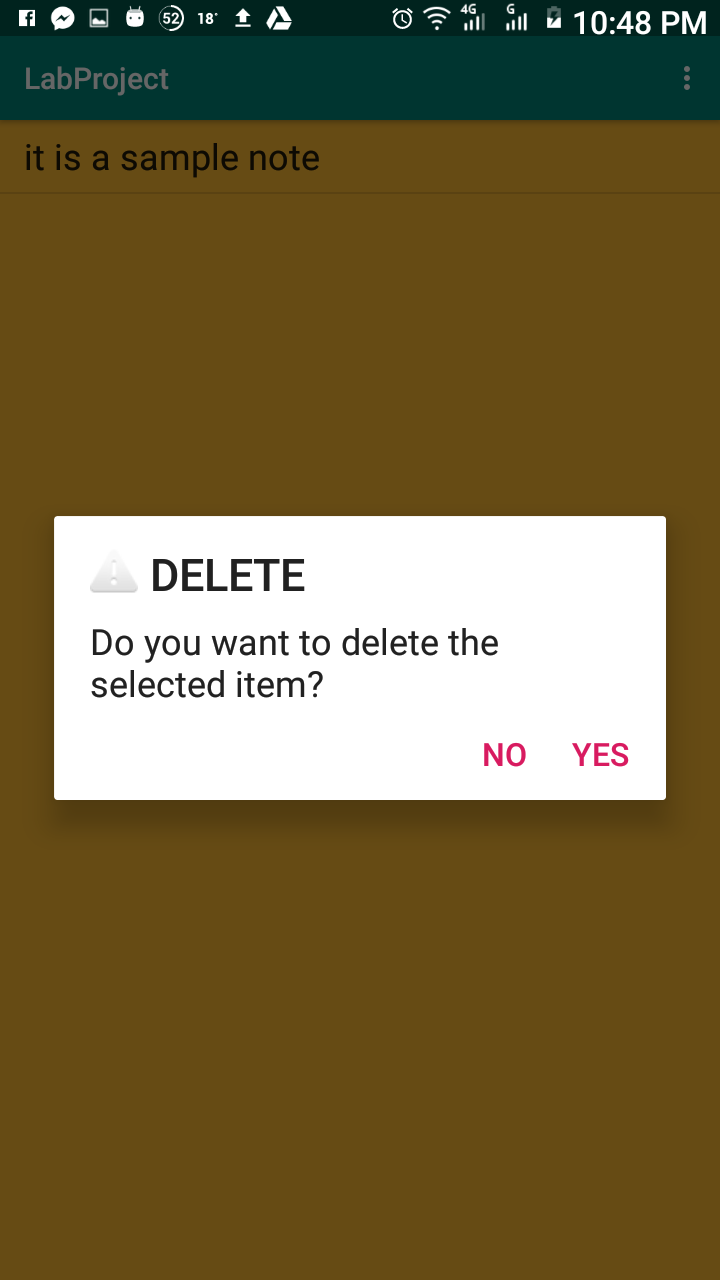 52 18° 4G G 10:48 PM
LabProject
it is a sample note
DELETE
Do you want to delete the
selected item?
NO YES